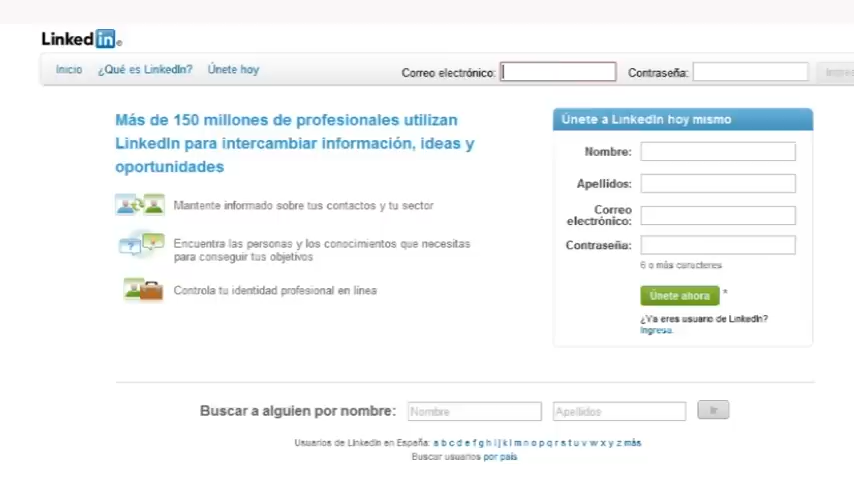 Linked in
Inicio ¿Qué es LinkedIn? Únete hoy Correo electrónico: Contraseña: Ingres
Más de 150 millones de profesionales utilizan
LinkedIn para intercambiar información, ideas y
oportunidades
Mantente informado sobre tus contactos y tu sector
Encuentra las personas y los conocimientos que necesitas
para conseguir tus objetivos
Controla tu identidad profesional en línea
Únete a LinkedIn hoy mismo
Nombre:
Apellidos:
Correo
electrónico:
Contraseña:
6 o más caracteres
Únete ahora *
¿Ya eres usuario de LinkedIn?
Ingresa.
Buscar a alguien por nombre: Nombre Apellidos Ir
Usuarios de LinkedIn en España: a b c d e f g h i j k l m n o p q r s t u v w x y z más
Buscar usuarios por país